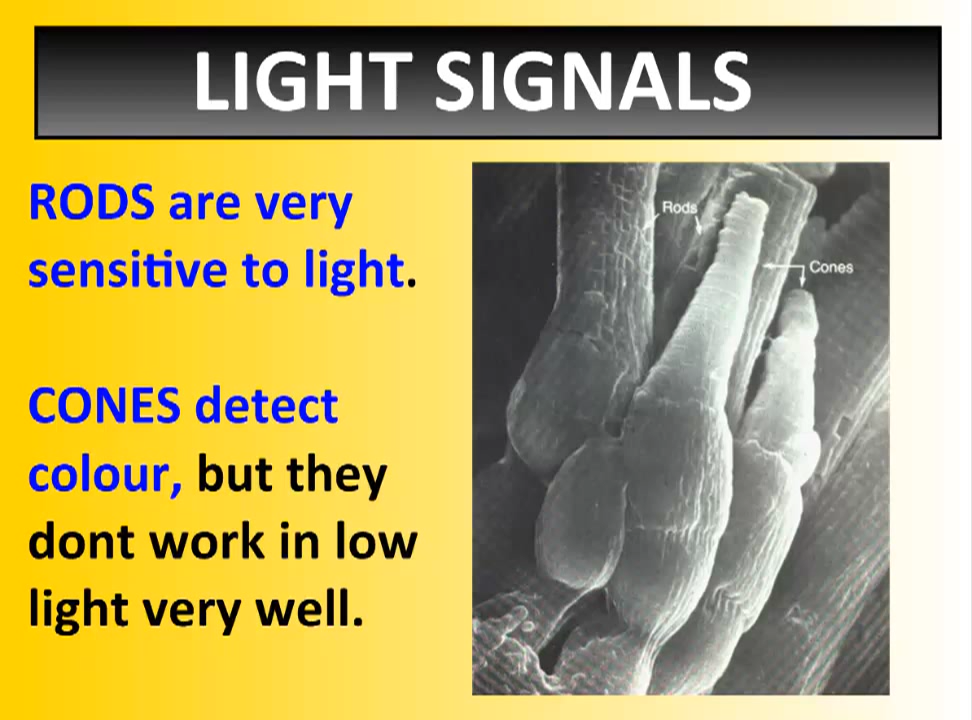 LIGHT SIGNALS
RODS are very
sensitive to light.
CONES detect
colour, but they
dont work in low
light very well.
Rods
Cones